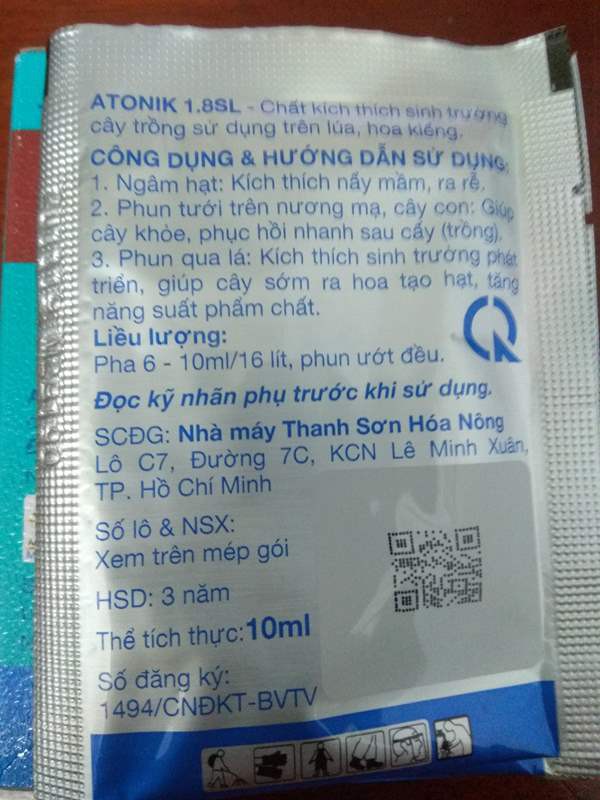 ATONIK 1.8SL - Chất kích thích sinh trưởng
cây trồng sử dụng trên lúa, hoa kiểng.
CÔNG DỤNG & HƯỚNG DẪN SỬ DỤNG:
1. Ngâm hạt: Kích thích nẩy mầm, ra rễ.
2. Phun tưới trên nương mạ, cây con: Giúp
cây khỏe, phục hồi nhanh sau cấy (trồng).
3. Phun qua lá: Kích thích sinh trưởng phát
triển, giúp cây sớm ra hoa tạo hạt, tăng
năng suất phẩm chất.
Liều lượng:
Pha 6 - 10ml/16 lít, phun ướt đều.
Đọc kỹ nhãn phụ trước khi sử dụng.
SCĐG: Nhà máy Thanh Sơn Hóa Nông
Lô C7, Đường 7C, KCN Lê Minh Xuân,
TP. Hồ Chí Minh
Số lô & NSX:
Xem trên mép gói
HSD: 3 năm
Thể tích thực:10ml
Số đăng ký:
1494/CNĐKT-BVTV